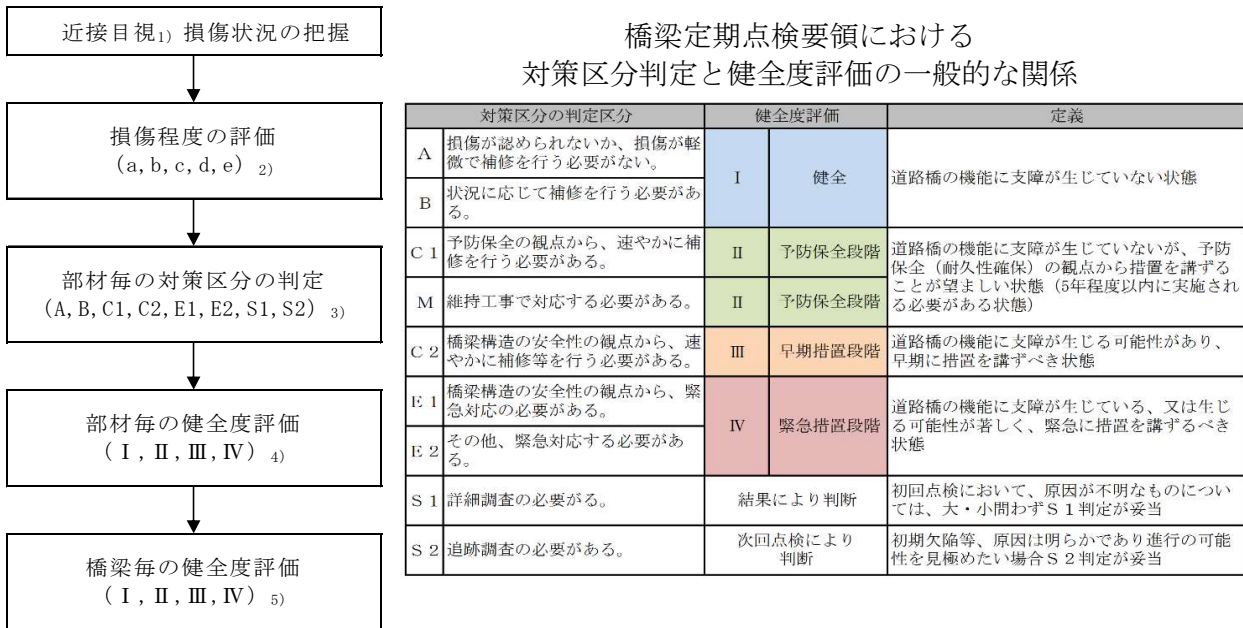 近接目視1) 損傷状況の把握
損傷程度の評価
(a, b, c, d, e) 2)
部材毎の対策区分の判定
(A, B, C1, C2, E1, E2, S1, S2) 3)
部材毎の健全度評価
(Ⅰ, Ⅱ, Ⅲ, Ⅳ) 4)
橋梁毎の健全度評価
(Ⅰ, Ⅱ, Ⅲ, Ⅳ) 5)
橋梁定期点検要領における
対策区分判定と健全度評価の一般的な関係
対策区分の判定区分 健全度評価 定義
A 損傷が認められないか、損傷が軽
微で補修を行う必要がない。
B 状況に応じて補修を行う必要があ
る。
Ⅰ 健全 道路橋の機能に支障が生じていない状態
C 1 予防保全の観点から、速やかに補
修を行う必要がある。
Ⅱ 予防保全段階
M 維持工事で対応する必要がある。
Ⅱ 予防保全段階
道路橋の機能に支障が生じていないが、予防
保全（耐久性確保）の観点から措置を講ずる
ことが望ましい状態（5年程度以内に実施され
る必要がある状態）
C 2 橋梁構造の安全性の観点から、速
やかに補修等を行う必要がある。
Ⅲ 早期措置段階
道路橋の機能に支障が生じる可能性があり、
早期に措置を講ずべき状態
E 1 橋梁構造の安全性の観点から、緊
急対応の必要がある。
E 2 その他、緊急対応する必要があ
る。
Ⅳ 緊急措置段階
道路橋の機能に支障が生じている、又は生じ
る可能性が著しく、緊急に措置を講ずるべき
状態
S 1 詳細調査の必要がる。
結果により判断
初回点検において、原因が不明なものについ
ては、大・小問わずS 1判定が妥当
S 2 追跡調査の必要がある。
次回点検により
判断
初期欠陥等、原因は明らかであり進行の可能
性を見極めたい場合S 2判定が妥当